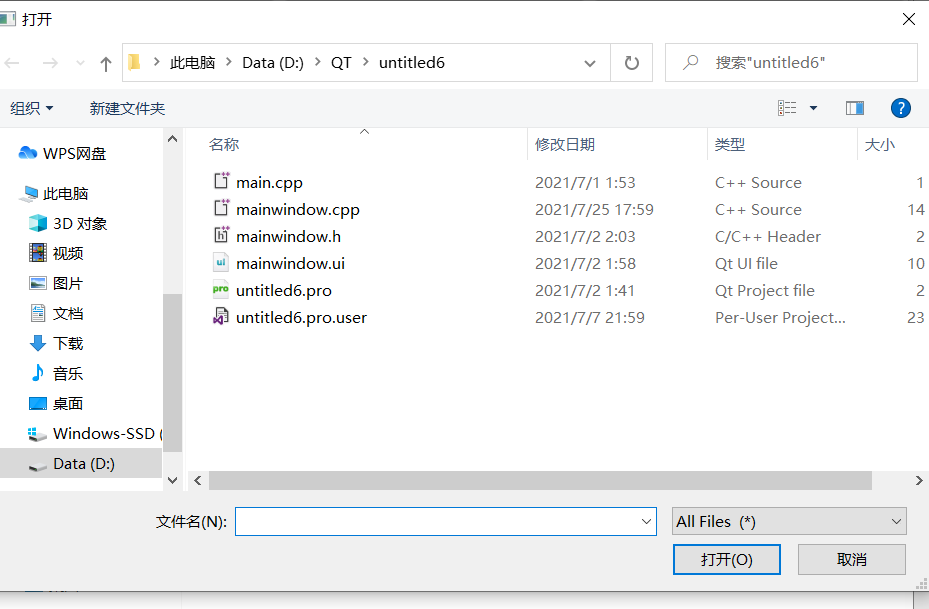 打开
此电脑 Data (D:) QT untitled6
搜索"untitled6"
组织 新建文件夹
WPS网盘
此电脑
3D 对象
视频
图片
文档
下载
音乐
桌面
Windows-SSD (
Data (D:)
名称 修改日期 类型 大小
main.cpp 2021/7/1 1:53 C++ Source 1
mainwindow.cpp 2021/7/25 17:59 C++ Source 14
mainwindow.h 2021/7/2 2:03 C/C++ Header 2
mainwindow.ui 2021/7/2 1:58 Qt UI file 10
untitled6.pro 2021/7/2 1:41 Qt Project file 2
untitled6.pro.user 2021/7/7 21:59 Per-User Project... 23
文件名(N): All Files (*)
打开(O) 取消